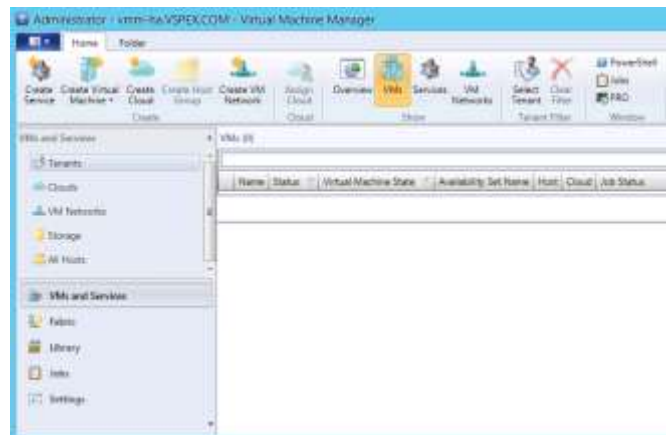 Administrator - vmm-ha.VSPEX.COM - Virtual Machine Manager
Home Folder
Create Service
Create Virtual Machine
Create Cloud
Create Host Group
Create VM Network
Assign Cloud
Overview
VMs
Services
VM Networks
Select Tenant
Clear Filter
PowerShell
Jobs
PRO
Create Cloud Show Tenant Filter Window
VMs and Services
VMs (0)
Tenants
Clouds
VM Networks
Storage
All Hosts
Name Status Virtual Machine State Availability Set Name Host Cloud Job Status
VMs and Services
Fabric
Library
Jobs
Settings